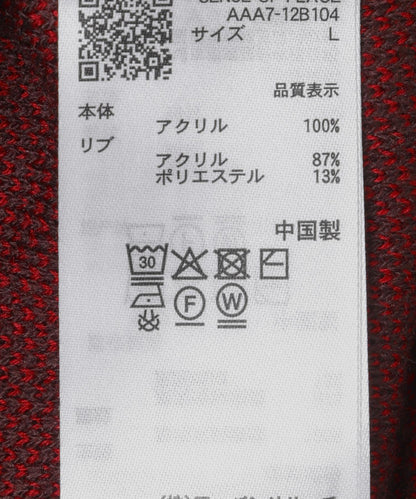 AAA7-12B104
サイズ L
品質表示
本体
アクリル 100%
リブ
アクリル 87%
ポリエステル 13%
中国製
30
F W